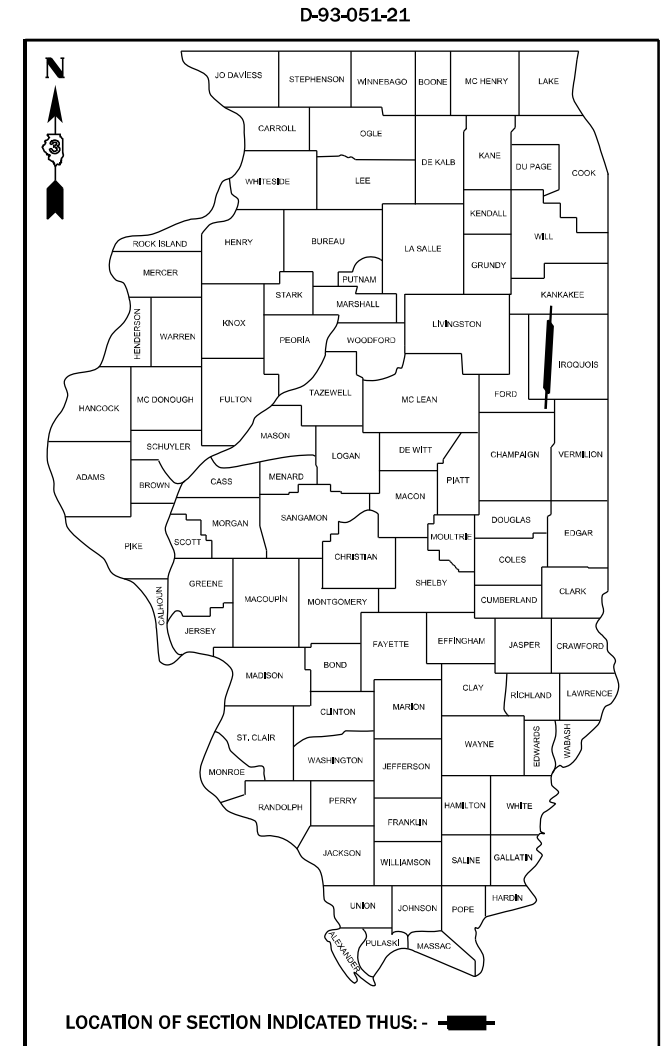 D-93-051-21
N
3
JO DAVIESS STEPHENSON WINNEBAGO BOONE MC HENRY LAKE
CARROLL OGLE
DE KALB KANE DU PAGE COOK
WHITESIDE LEE
KENDALL
ROCK ISLAND HENRY BUREAU LA SALLE WILL
MERCER PUTNAM GRUNDY
STARK MARSHALL KANKAKEE
HENDERSON WARREN KNOX PEORIA WOODFORD LIVINGSTON IROQUOIS
HANCOCK MC DONOUGH FULTON TAZEWELL MC LEAN FORD
MASON
SCHUYLER LOGAN DE WITT CHAMPAIGN VERMILION
ADAMS BROWN CASS MENARD PIATT
MACON
MORGAN SANGAMON DOUGLAS
PIKE SCOTT MOULTRIE EDGAR
CHRISTIAN COLES
GREENE SHELBY
CALHOUN MACOUPIN MONTGOMERY CUMBERLAND CLARK
JERSEY
FAYETTE EFFINGHAM JASPER CRAWFORD
BOND
MADISON CLAY
RICHLAND LAWRENCE
CLINTON MARION
ST. CLAIR WAYNE EDWARDS WABASH
WASHINGTON JEFFERSON
MONROE
RANDOLPH PERRY HAMILTON WHITE
FRANKLIN
JACKSON WILLIAMSON SALINE GALLATIN
UNION JOHNSON POPE HARDIN
ALEXANDER PULASKI MASSAC
LOCATION OF SECTION INDICATED THUS: -